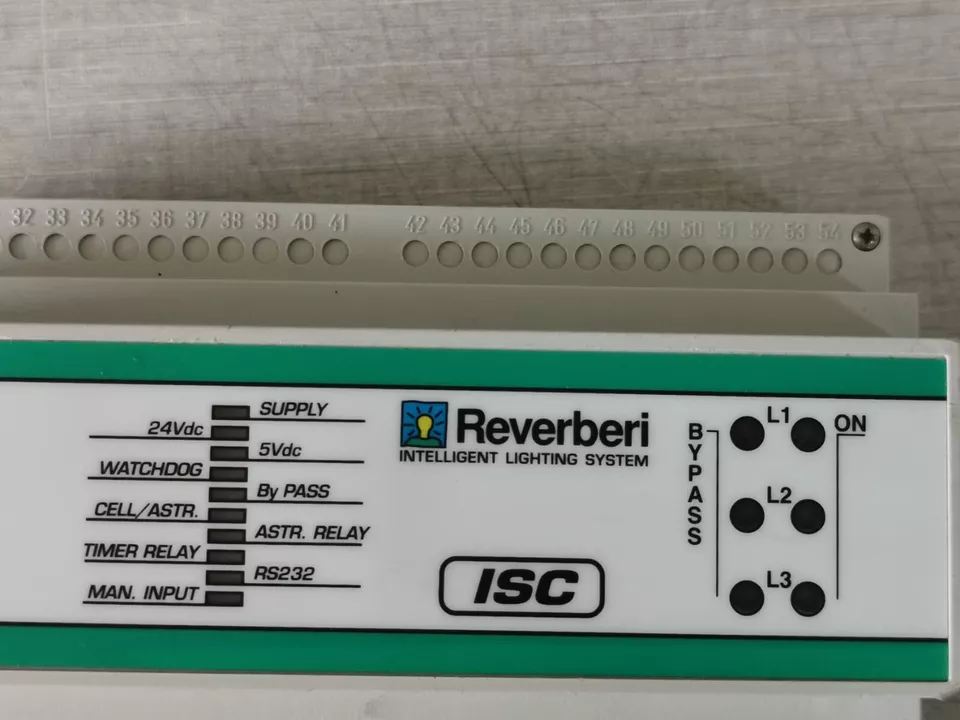 32 33 34 35 36 37 38 39 40 41 42 43 44 45 46 47 48 49 50 51 52 53 54
SUPPLY
24Vdc
5Vdc
WATCHDOG
By PASS
CELL/ASTR.
ASTR. RELAY
TIMER RELAY
RS232
MAN. INPUT
Reverberi
INTELLIGENT LIGHTING SYSTEM
ISC
BYPASS
L1
ON
L2
L3